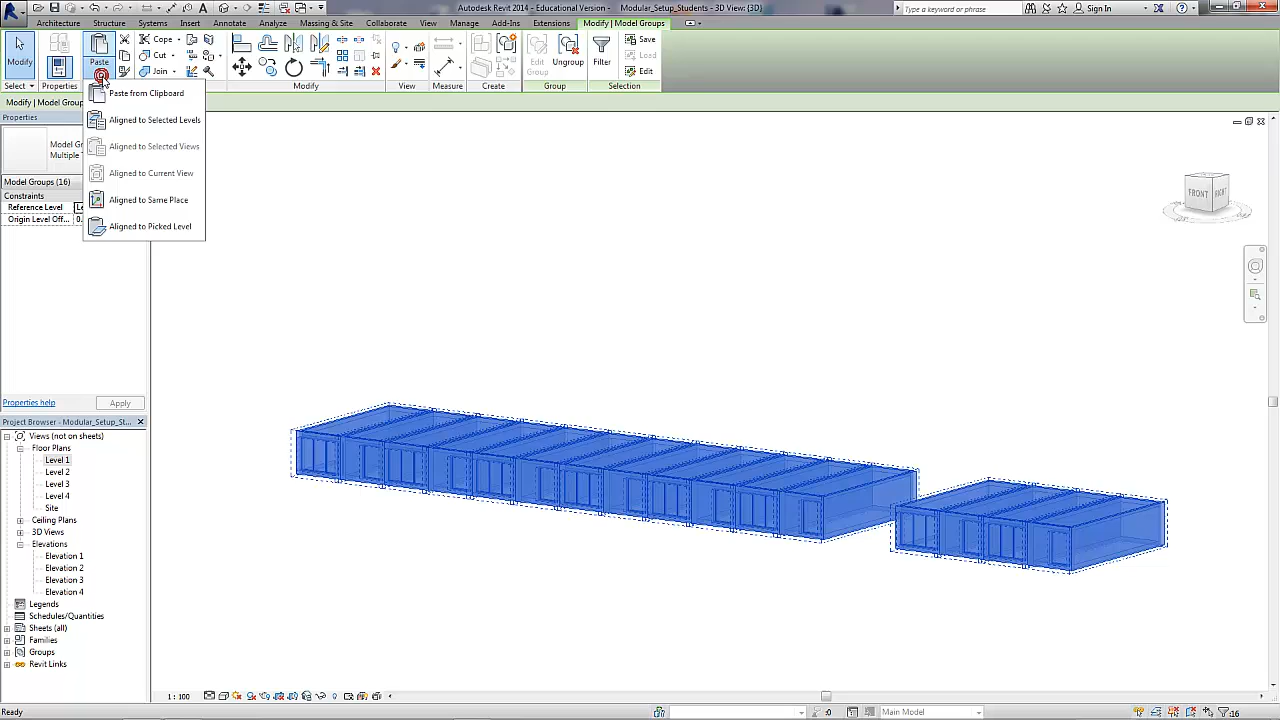 Autodesk Revit 2014 - Educational Version - Modular_Setup_Students - 3D View: {3D}
Type a keyword or phrase
Sign In
Architecture Structure Systems Insert Annotate Analyze Massing & Site Collaborate View Manage Add-Ins Extensions Modify | Model Groups
Modify
Paste
Cope
Cut
Join
Edit Group
Ungroup
Filter
Save
Load
Edit
Select Properties Modify View Measure Create Group Selection
Modify | Model Grou
Paste from Clipboard
Aligned to Selected Levels
Aligned to Selected Views
Aligned to Current View
Aligned to Same Place
Aligned to Picked Level
Properties
Model Gro
Multiple
Model Groups (16)
Constraints
Reference Level
Origin Level Off... 0.
Properties help Apply
Project Browser - Modular_Setup_St...
Views (not on sheets)
Floor Plans
Level 1
Level 2
Level 3
Level 4
Site
Ceiling Plans
3D Views
Elevations
Elevation 1
Elevation 2
Elevation 3
Elevation 4
Legends
Schedules/Quantities
Sheets (all)
Families
Groups
Revit Links
FRONT RIGHT
1 : 100
Ready
:0
Main Model
:16